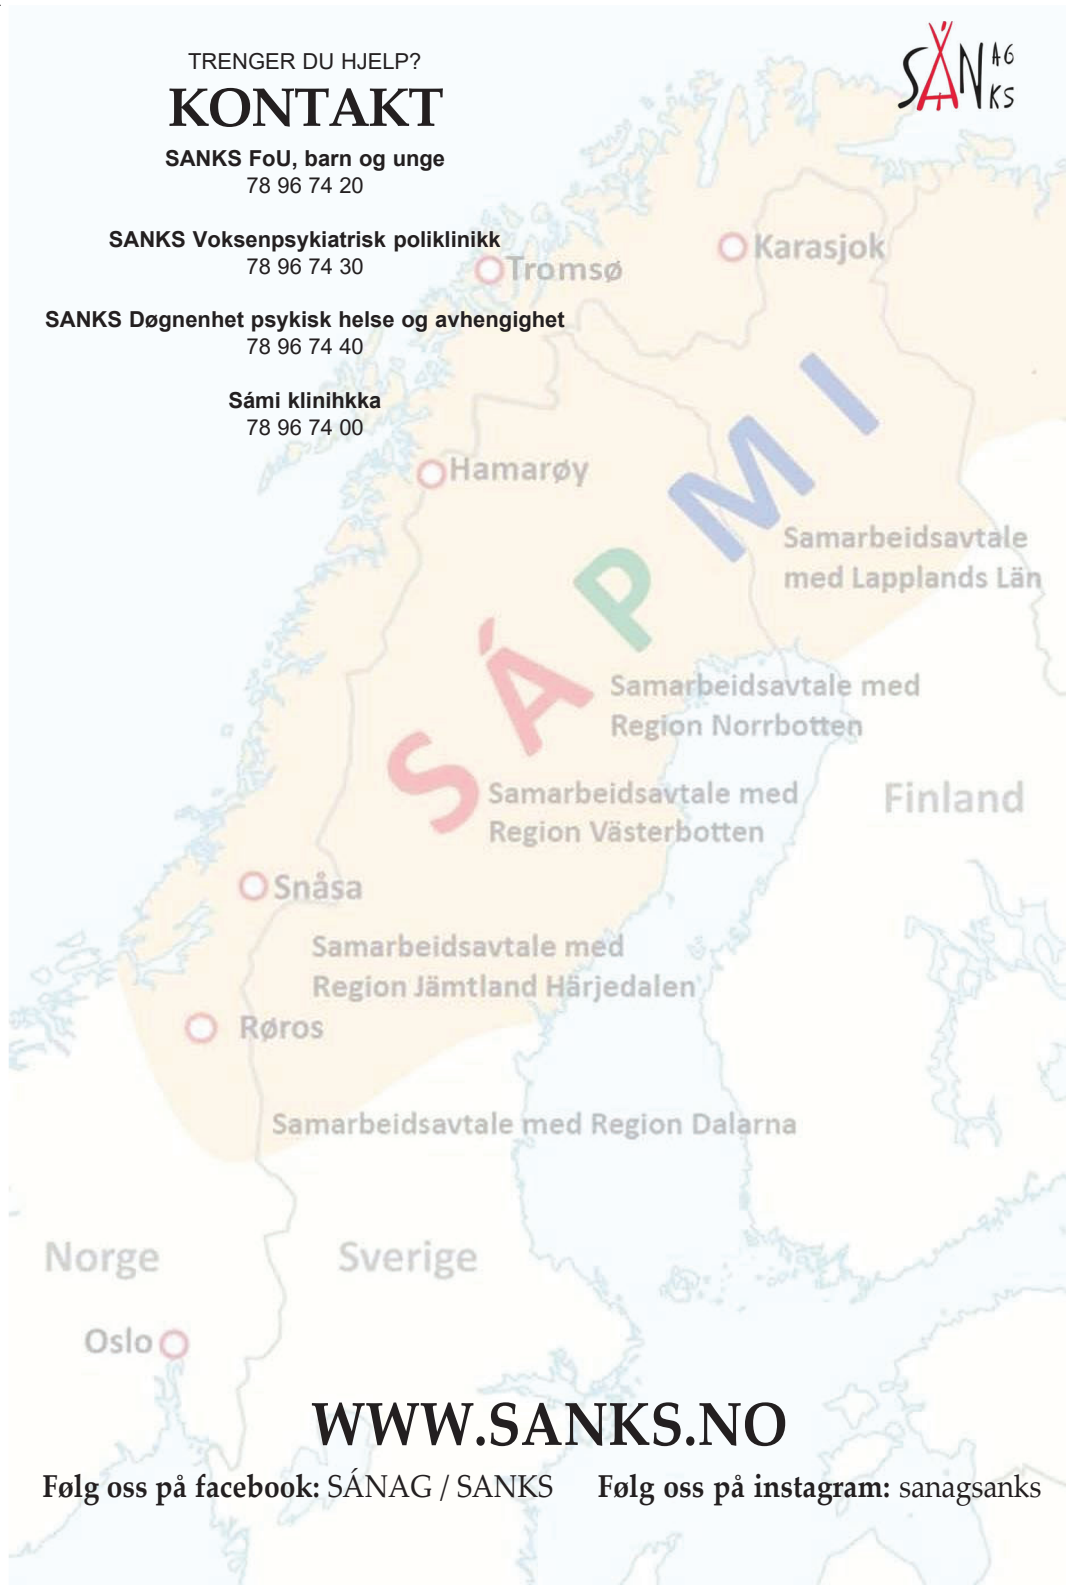 TRENGER DU HJELP?
KONTAKT
SANKS FoU, barn og unge
78 96 74 20
SANKS Voksenpsykiatrisk poliklinikk
78 96 74 30
SANKS Døgnenhet psykisk helse og avhengighet
78 96 74 40
Sámi klinihkka
78 96 74 00
SÁN AG
KS
Karasjok
Tromsø
Hamarøy
SÁPMI
Samarbeidsavtale
med Lapplands Län
Samarbeidsavtale med
Region Norrbotten
Samarbeidsavtale med
Region Västerbotten
Finland
Snåsa
Samarbeidsavtale med
Region Jämtland Härjedalen
Røros
Samarbeidsavtale med Region Dalarna
Norge
Sverige
Oslo
WWW.SANKS.NO
Følg oss på facebook: SÁNAG / SANKS
Følg oss på instagram: sanagsanks